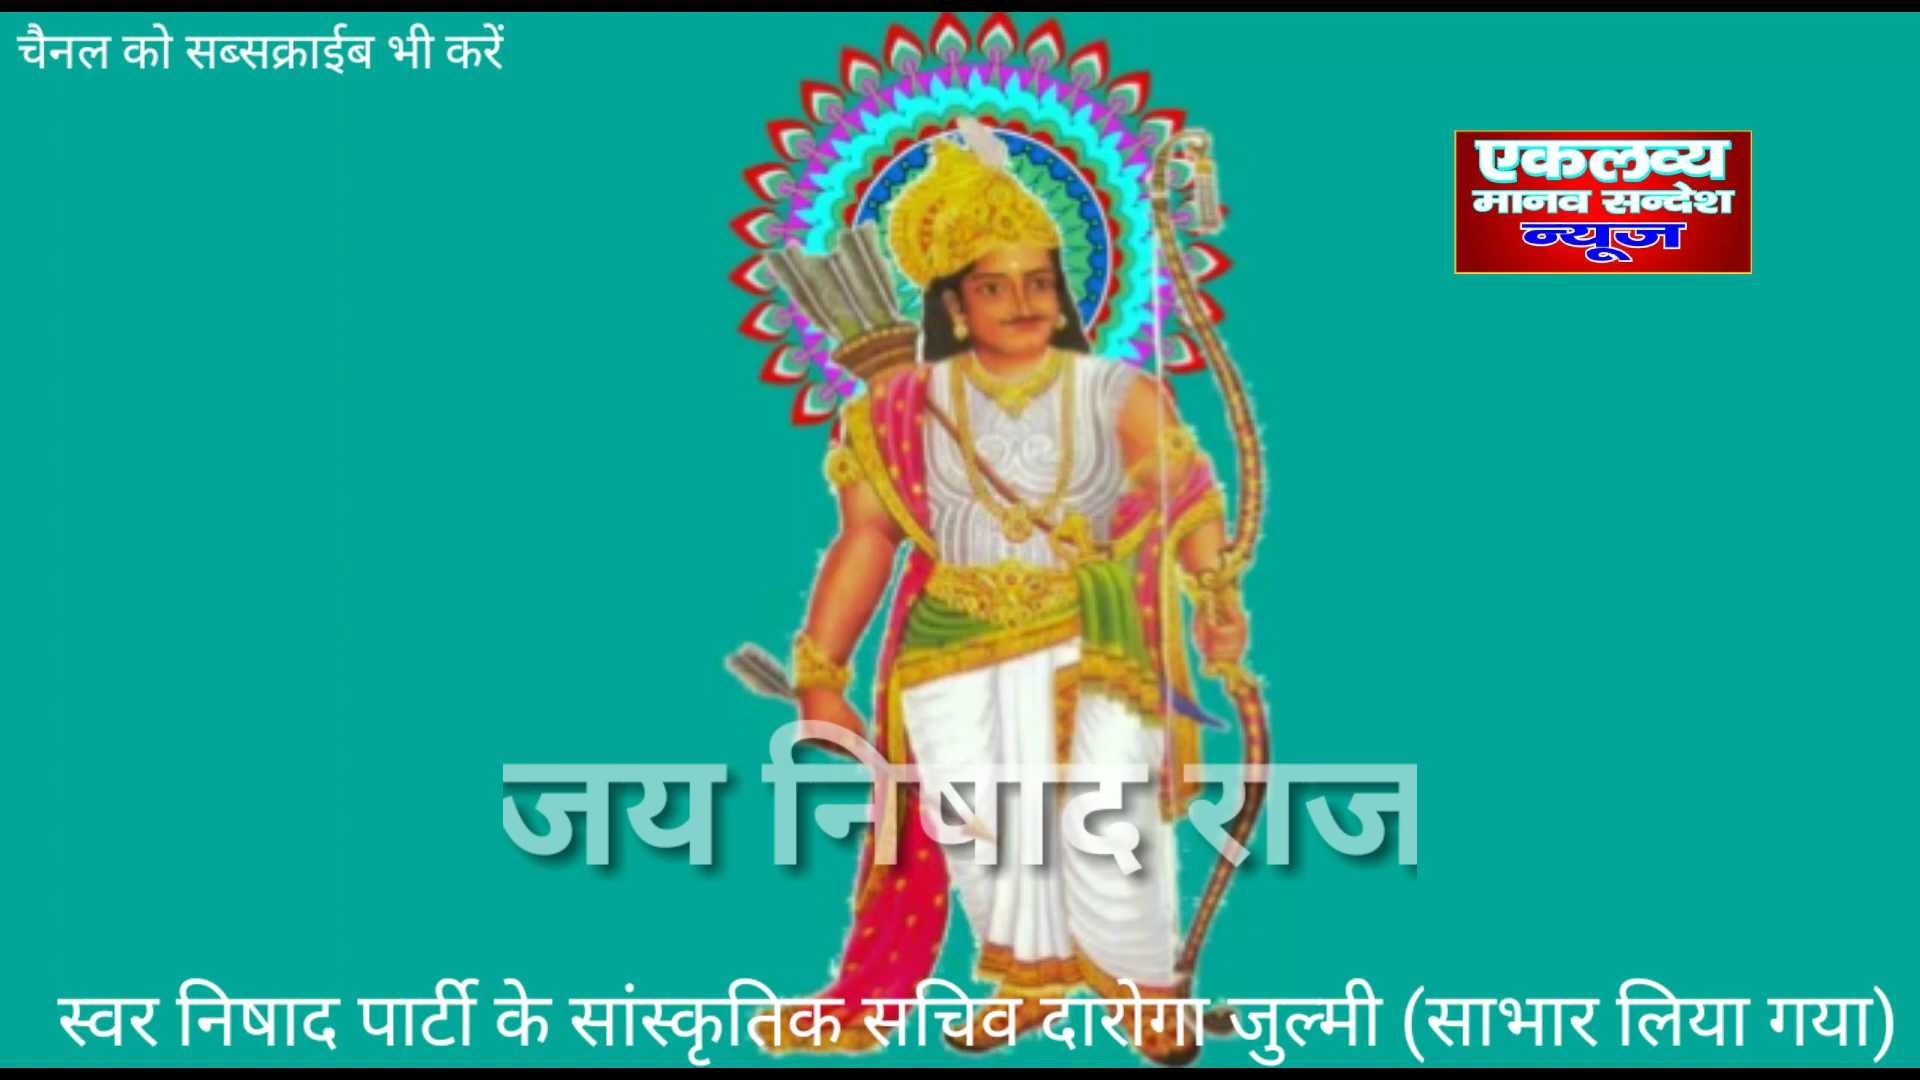 चैनल को सब्सक्राईब भी करें
एकलव्य
मानव सन्देश
न्यूज
जय निषाद राज
स्वर निषाद पार्टी के सांस्कृतिक सचिव दारोगा जुल्मी (साभार लिया गया)